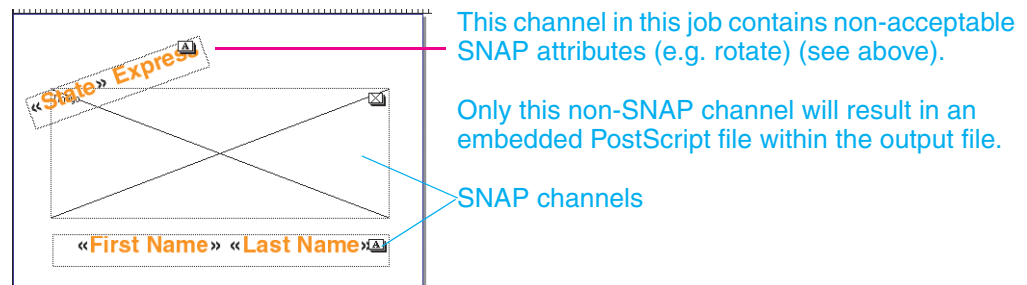 This channel in this job contains non-acceptable
SNAP attributes (e.g. rotate) (see above).
«State» Express
Only this non-SNAP channel will result in an
embedded PostScript file within the output file.
SNAP channels
«First Name» «Last Name»